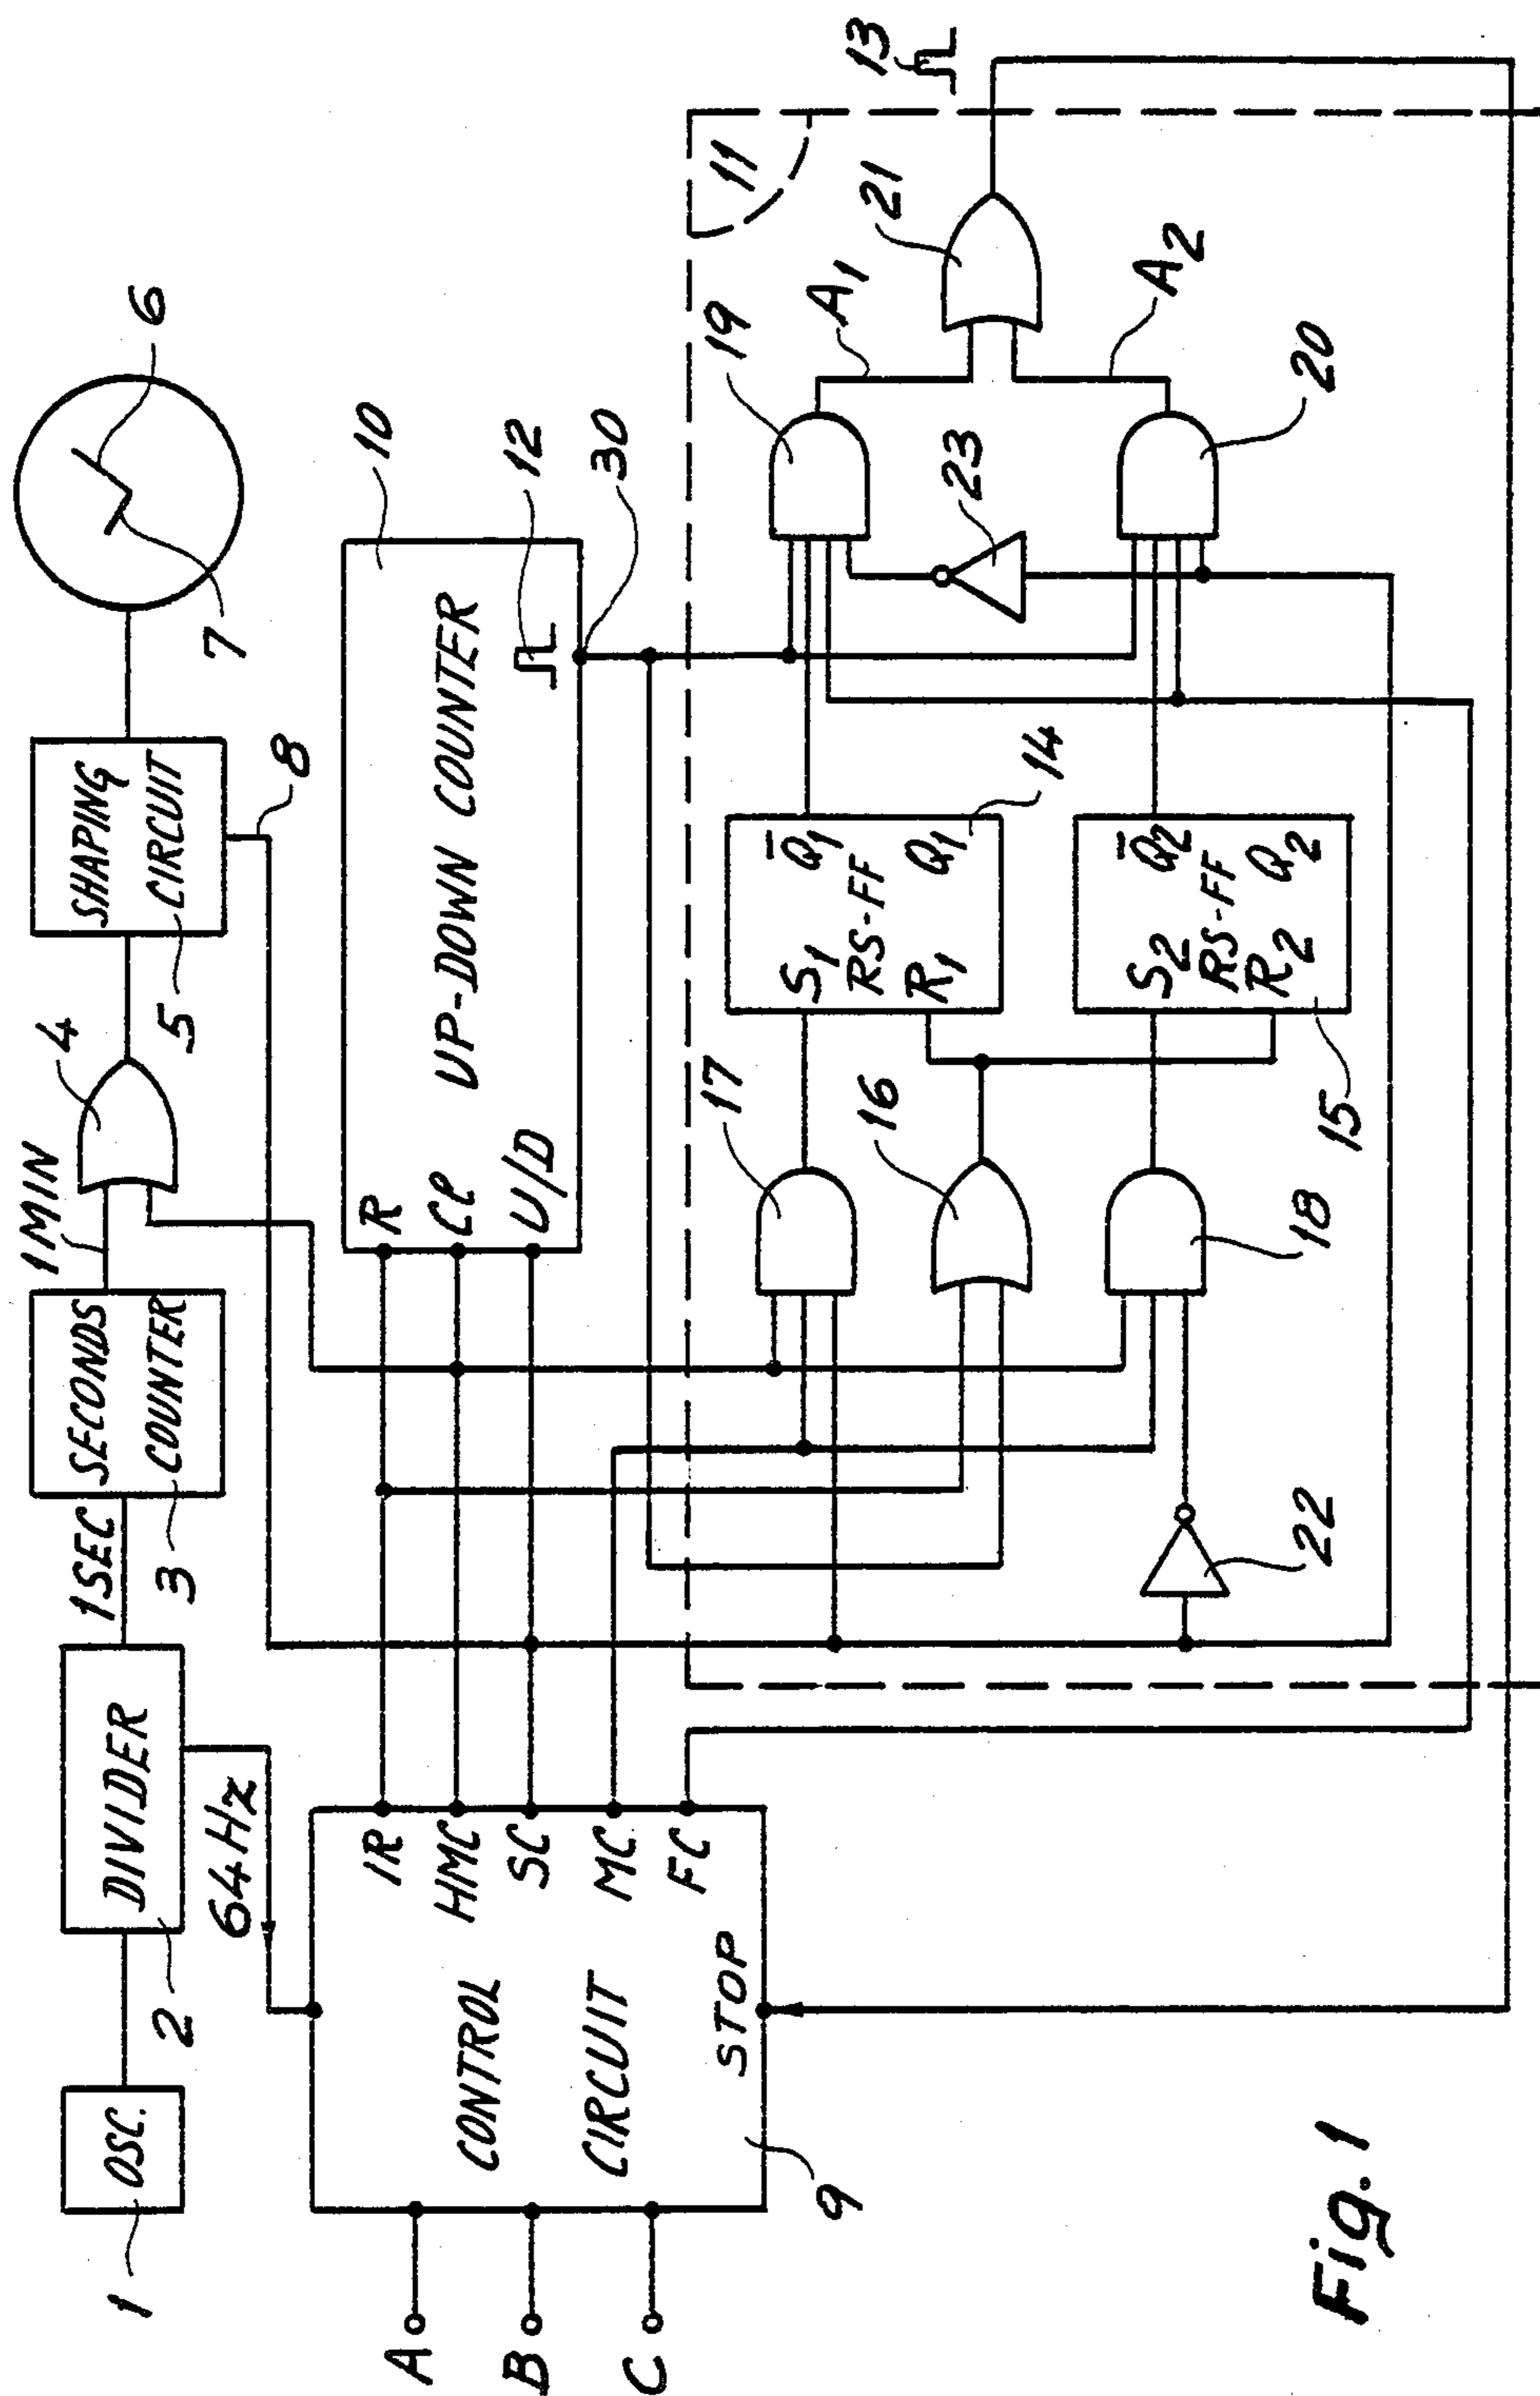 1
OSC.
2
DIVIDER
64Hz
1SEC
3
SECONDS
COUNTER
1MIN
4
5
SHAPING
CIRCUIT
8
6
7
A
B
C
9
CONTROL
CIRCUIT
STOP
IR
HMC
SC
MC
FC
R
Cl
U/D
UP-DOWN COUNTER
10
12
30
11
13
17
16
18
22
S1
Q̅1
RS-FF
R1
Q1
14
S2
Q̅2
RS-FF
R2
Q2
15
19
23
20
A1
A2
21
Fig. 1